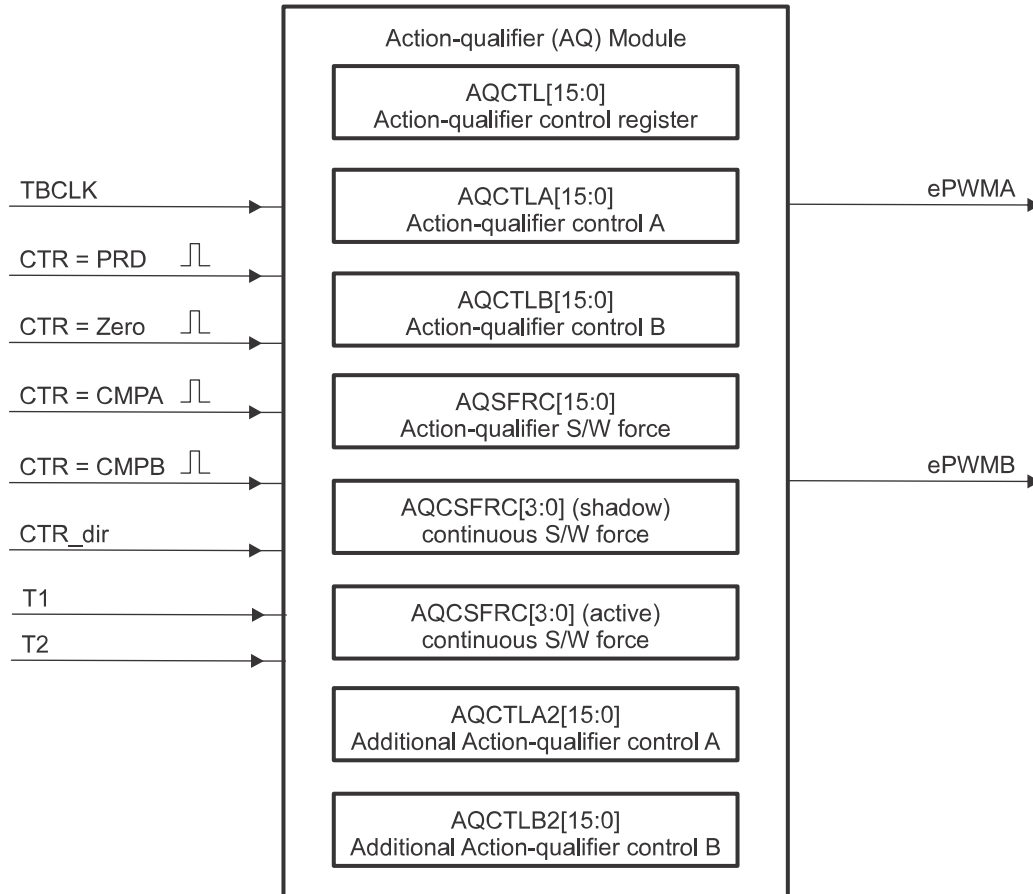 Action-qualifier (AQ) Module
AQCTL[15:0]
Action-qualifier control register
TBCLK
AQCTLA[15:0]
Action-qualifier control A
ePWMA
CTR = PRD
CTR = Zero
AQCTLB[15:0]
Action-qualifier control B
CTR = CMPA
AQSFRC[15:0]
Action-qualifier S/W force
CTR = CMPB
ePWMB
AQCSFRC[3:0] (shadow)
continuous S/W force
CTR_dir
T1
AQCSFRC[3:0] (active)
continuous S/W force
T2
AQCTLA2[15:0]
Additional Action-qualifier control A
AQCTLB2[15:0]
Additional Action-qualifier control B